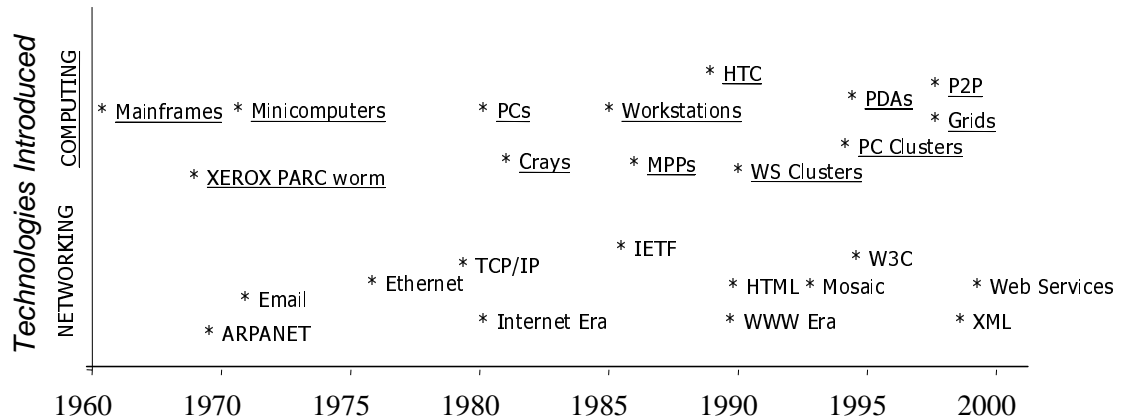 Technologies Introduced
COMPUTING
NETWORKING
* HTC
* P2P
* PDAs
* Mainframes * Minicomputers * PCs * Workstations
* Grids
* PC Clusters
* Crays * MPPs * WS Clusters
* XEROX PARC worm
* IETF
* W3C
* TCP/IP
* Ethernet * HTML * Mosaic * Web Services
* Email
* Internet Era * WWW Era * XML
* ARPANET
1960 1970 1975 1980 1985 1990 1995 2000